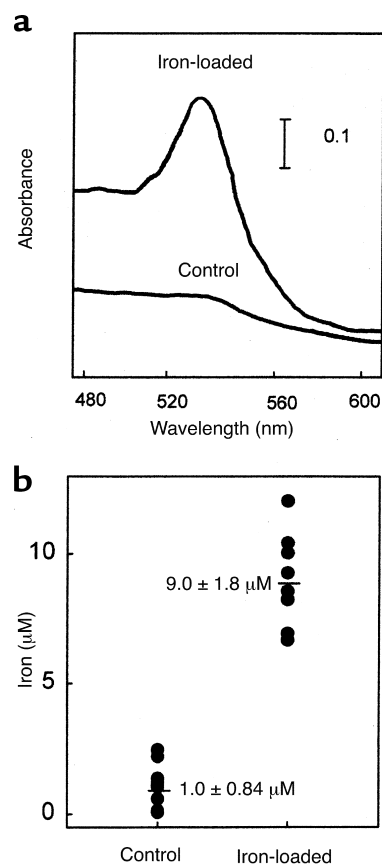 a
Iron-loaded
0.1
Absorbance
Control
480 520 560 600
Wavelength (nm)
b
10
9.0 ± 1.8 μM
Iron (μM)
5
1.0 ± 0.84 μM
0
Control Iron-loaded